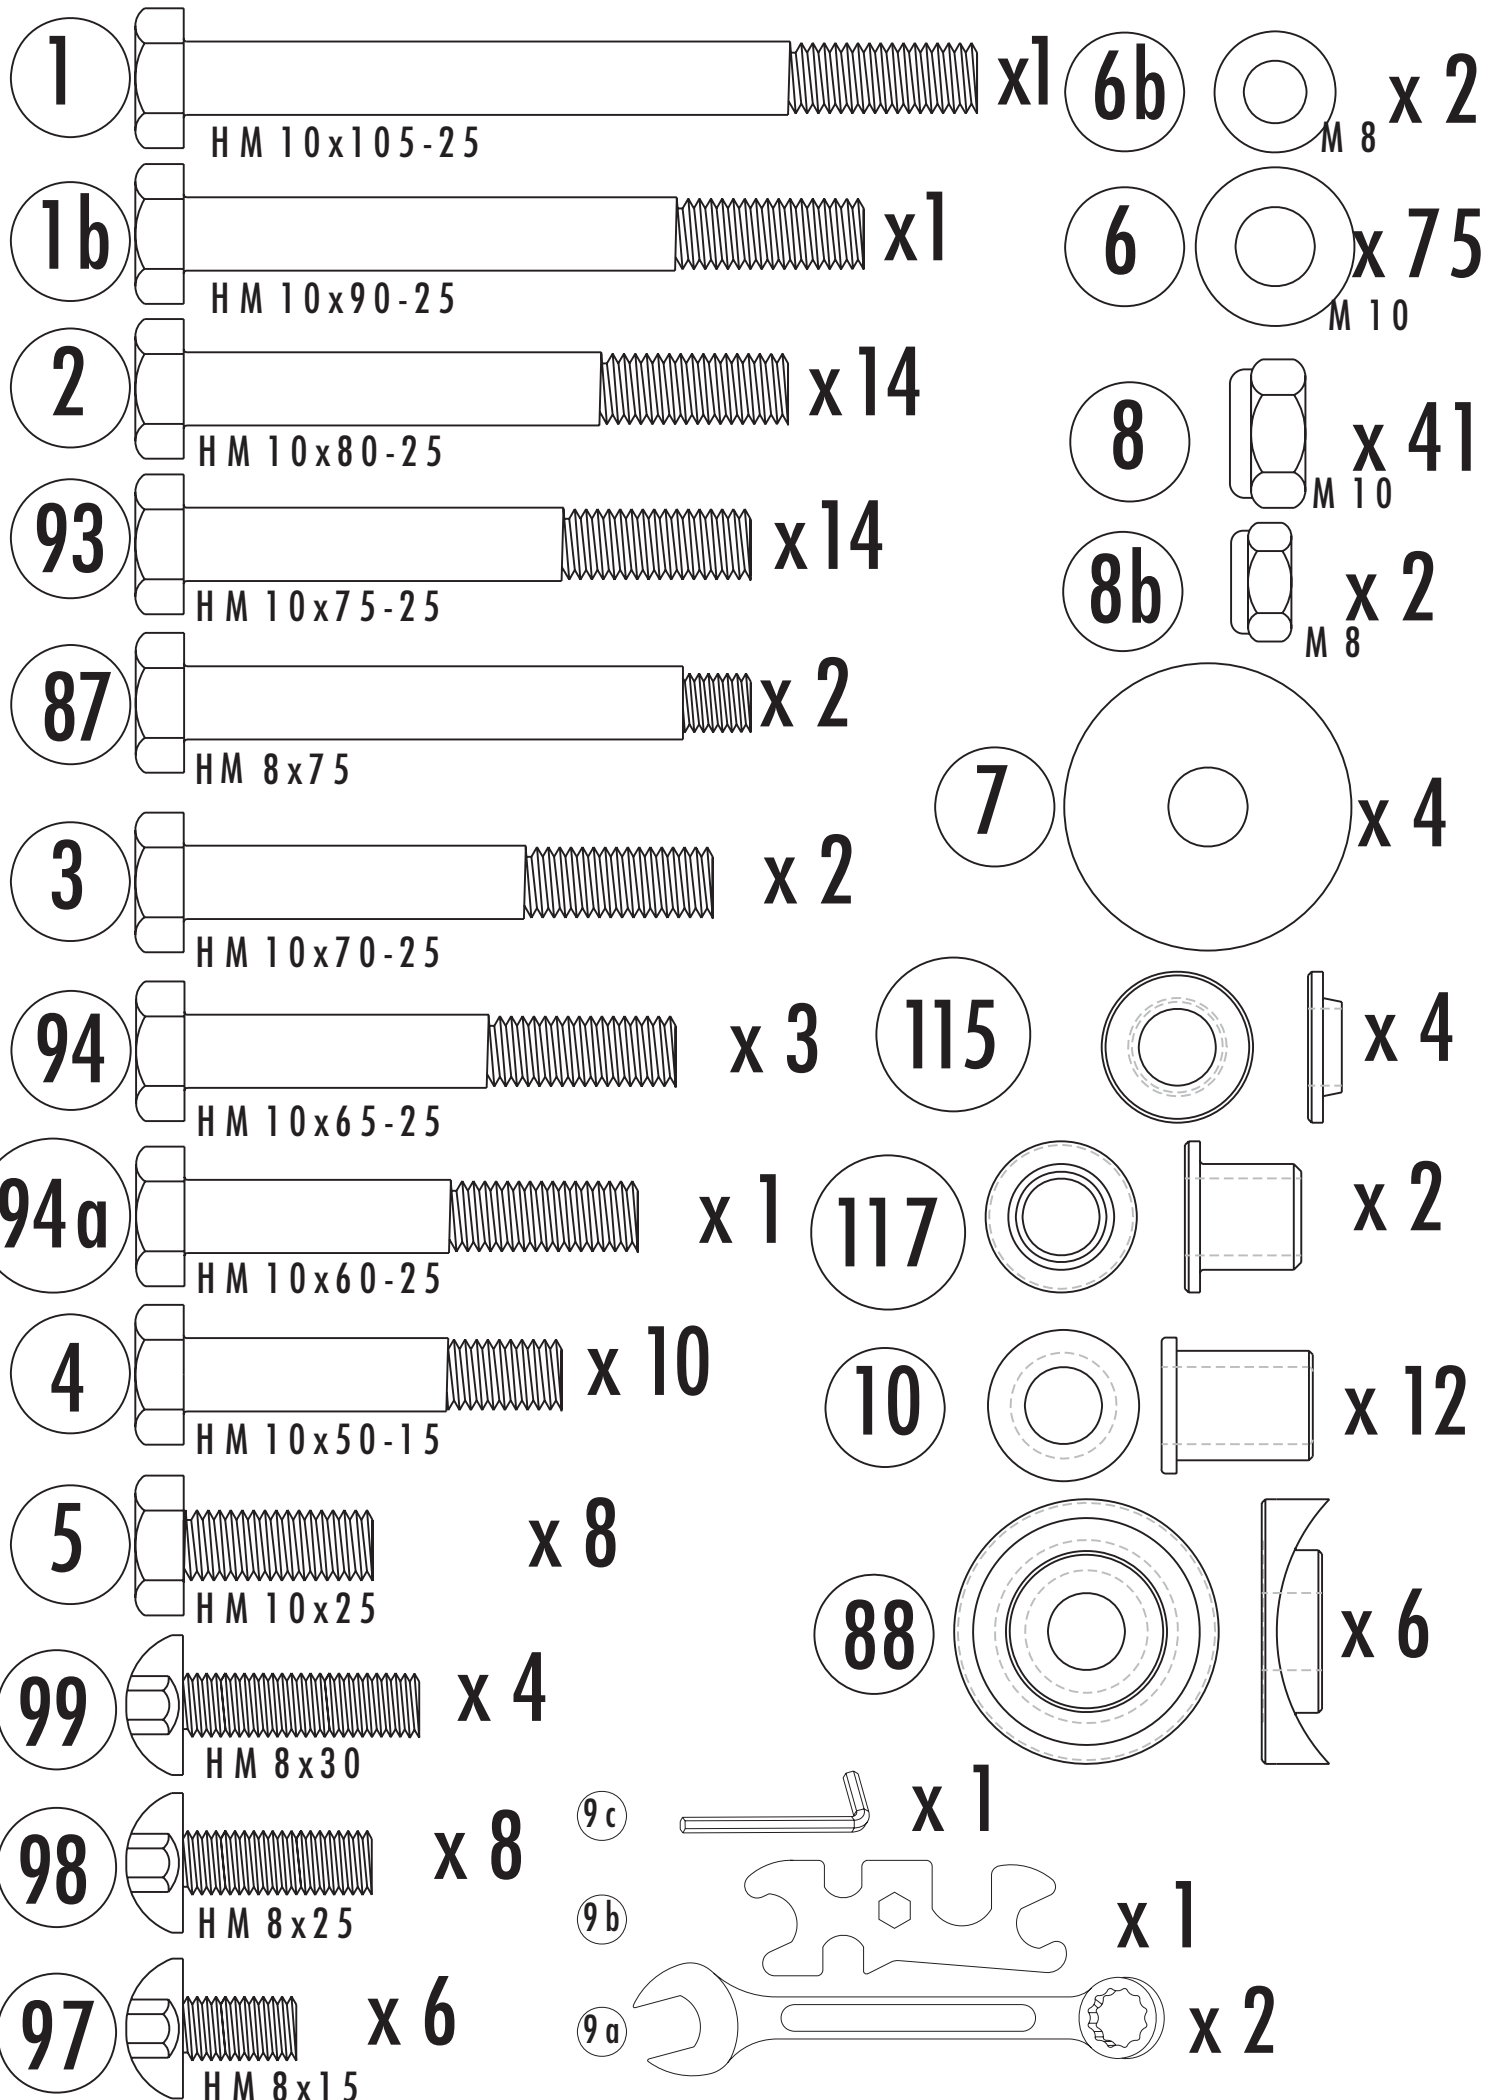 1 x1
HM 10x105-25
1b x1
HM 10x90-25
2 x 14
HM 10x80-25
93 x 14
HM 10x75-25
87 x 2
HM 8x75
3 x 2
HM 10x70-25
94 x 3
HM 10x65-25
94a x 1
HM 10x60-25
4 x 10
HM 10x50-15
5 x 8
HM 10x25
99 x 4
HM 8x30
98 x 8
HM 8x25
97 x 6
HM 8x15
6b x 2
M 8
6 x 75
M 10
8 x 41
M 10
8b x 2
M 8
7 x 4
115 x 4
117 x 2
10 x 12
88 x 6
9c x 1
9b x 1
9a x 2